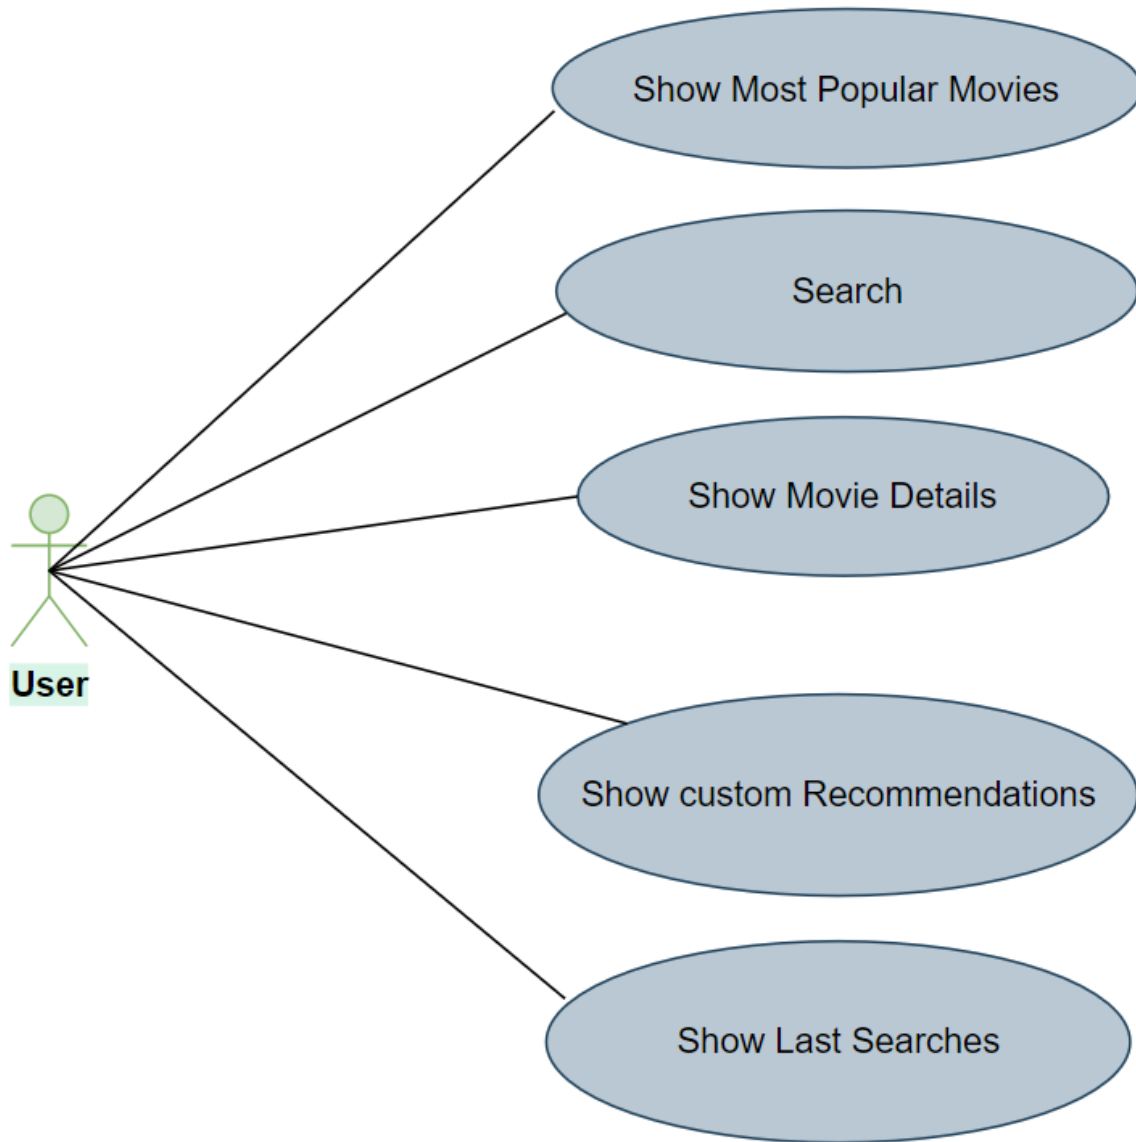 Show Most Popular Movies
Search
Show Movie Details
User
Show custom Recommendations
Show Last Searches